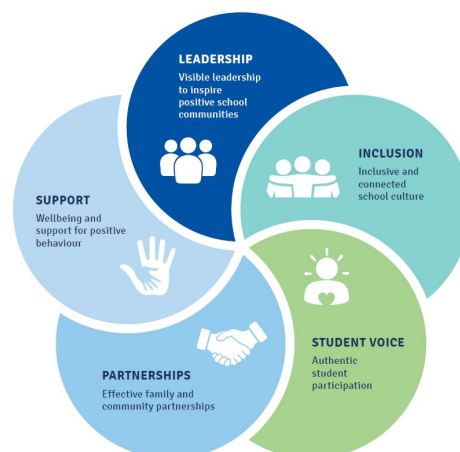 LEADERSHIP
Visible leadership
to inspire
positive school
communities
INCLUSION
Inclusive and
connected
school culture
STUDENT VOICE
Authentic
student
participation
PARTNERSHIPS
Effective family and
community partnerships
SUPPORT
Wellbeing and
support for positive
behaviour